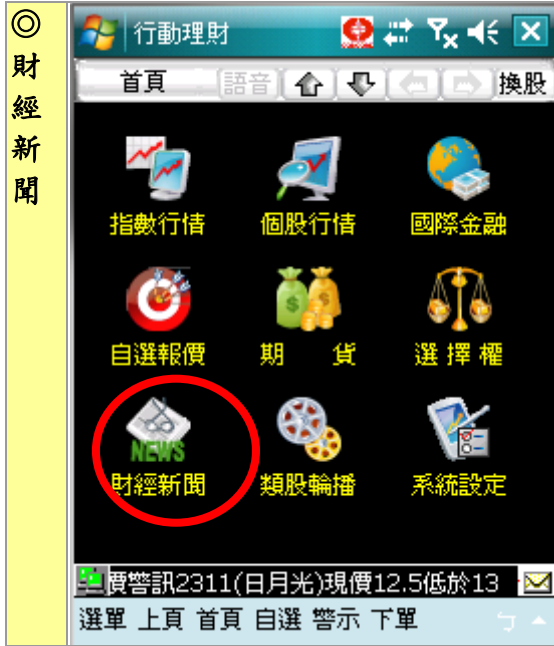 ◎財經新聞
行動理財
首頁 語音 換股
指數行情 個股行情 國際金融
自選報價 期 貨 選擇權
NEWS
財經新聞 類股輪播 系統設定
價警訊2311(日月光)現價12.5低於13
選單 上頁 首頁 自選 警示 下單